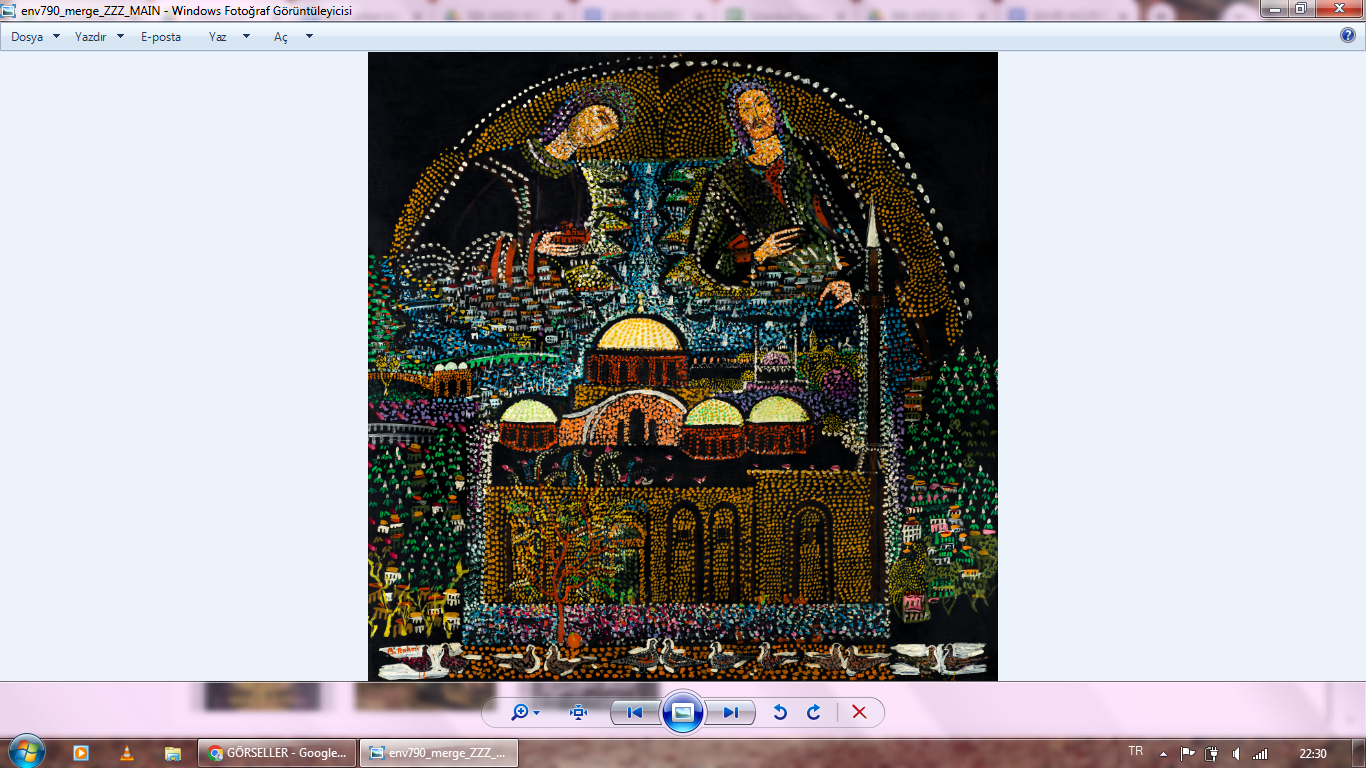 env790_merge_ZZZ_MAIN - Windows Fotoğraf Görüntüleyicisi
Dosya Yazdır E-posta Yaz Aç
GÖRSELLER - Google... env790_merge_ZZZ_... TR 22:30